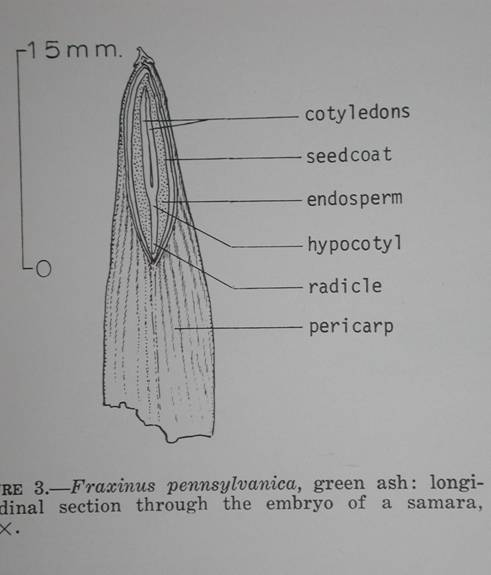 15mm.
cotyledons
seedcoat
endosperm
hypocotyl
0
radicle
pericarp
URE 3.—Fraxinus pennsylvanica, green ash: longi-
dinal section through the embryo of a samara,
×.